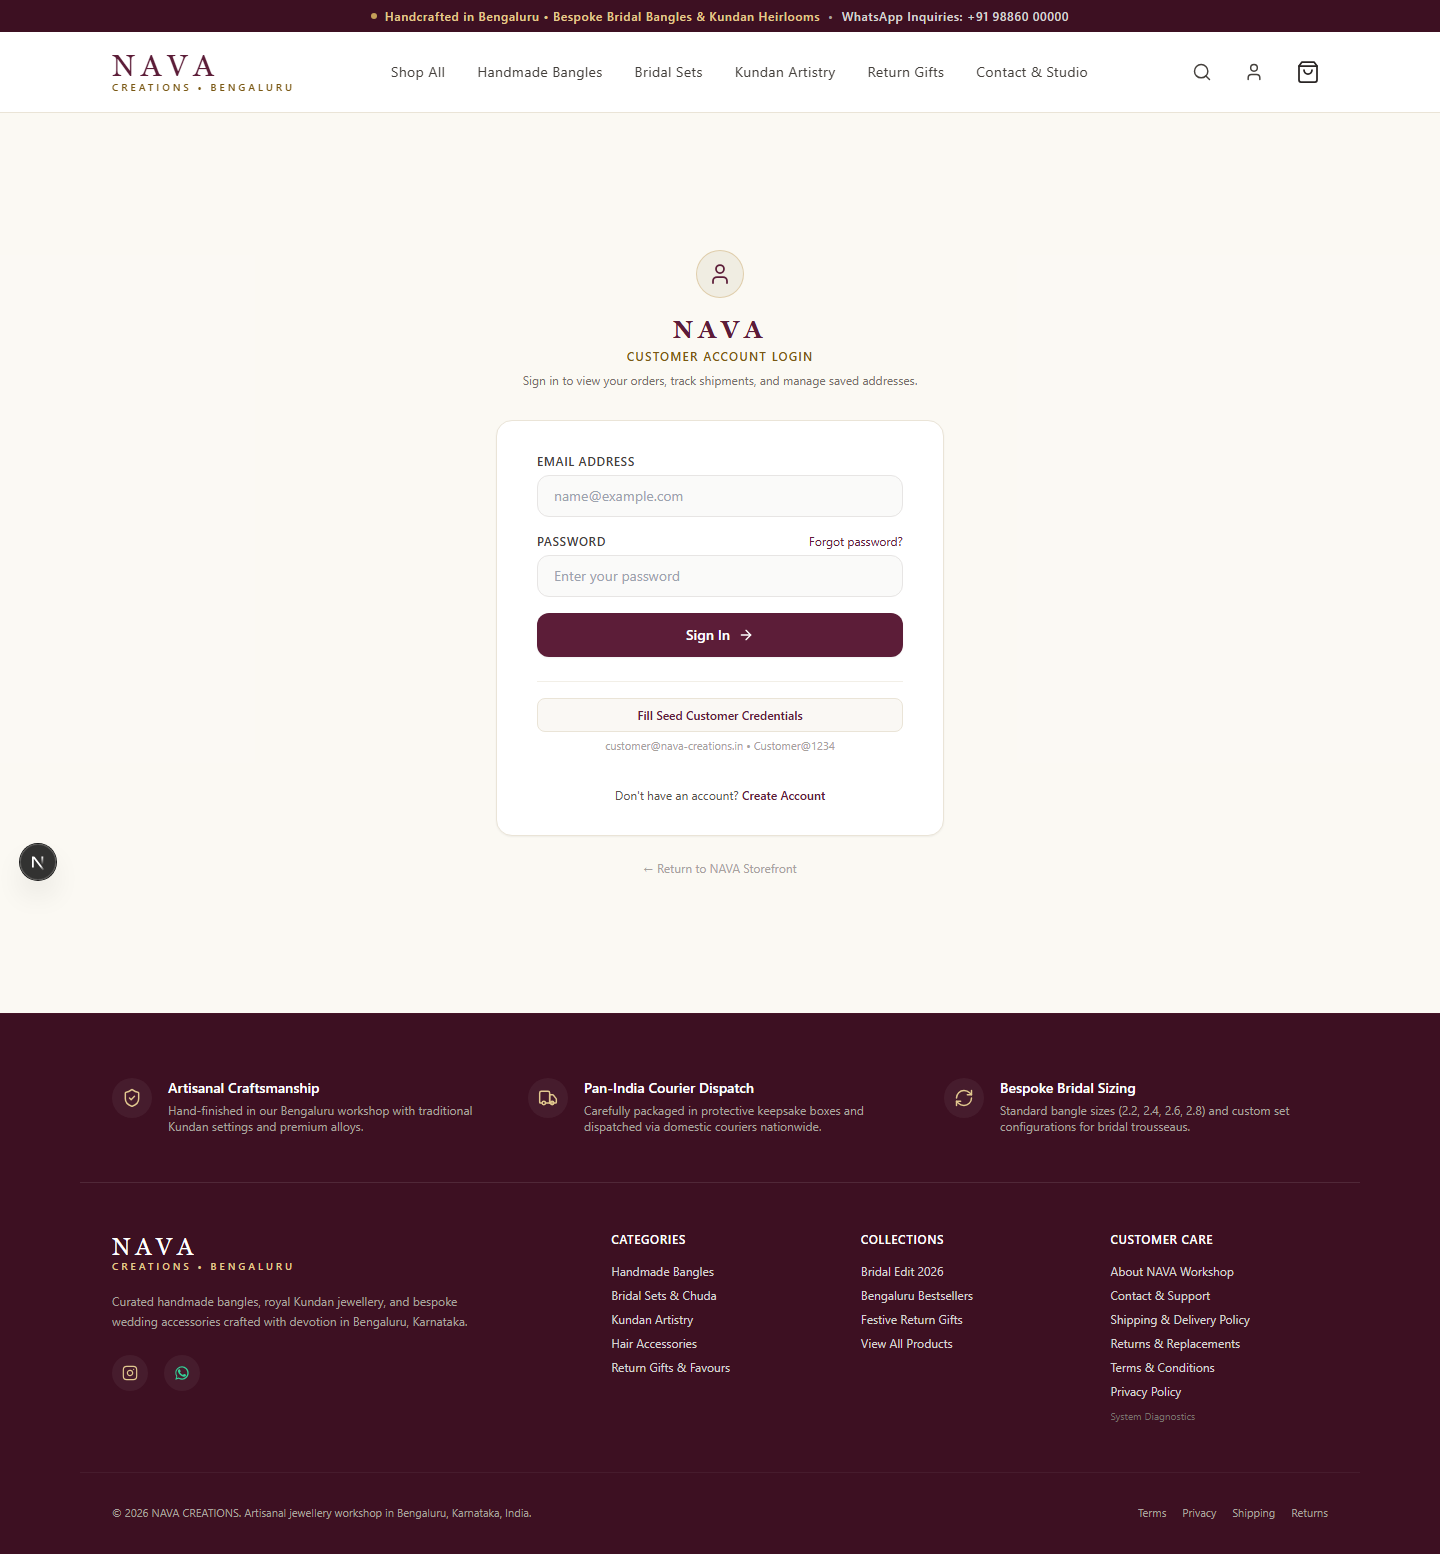 Handcrafted in Bengaluru • Bespoke Bridal Bangles & Kundan Heirlooms • WhatsApp Inquiries: +91 98860 00000
NAVA
CREATIONS • BENGALURU
Shop All Handmade Bangles Bridal Sets Kundan Artistry Return Gifts Contact & Studio
NAVA
CUSTOMER ACCOUNT LOGIN
Sign in to view your orders, track shipments, and manage saved addresses.
EMAIL ADDRESS
name@example.com
PASSWORD Forgot password?
Enter your password
Sign In →
Fill Seed Customer Credentials
customer@nava-creations.in • Customer@1234
Don't have an account? Create Account
N
← Return to NAVA Storefront
Artisanal Craftsmanship
Hand-finished in our Bengaluru workshop with traditional
Kundan settings and premium alloys.
Pan-India Courier Dispatch
Carefully packaged in protective keepsake boxes and
dispatched via domestic couriers nationwide.
Bespoke Bridal Sizing
Standard bangle sizes (2.2, 2.4, 2.6, 2.8) and custom set
configurations for bridal trousseaus.
NAVA
CREATIONS • BENGALURU
Curated handmade bangles, royal Kundan jewellery, and bespoke
wedding accessories crafted with devotion in Bengaluru, Karnataka.
CATEGORIES
Handmade Bangles
Bridal Sets & Chuda
Kundan Artistry
Hair Accessories
Return Gifts & Favours
COLLECTIONS
Bridal Edit 2026
Bengaluru Bestsellers
Festive Return Gifts
View All Products
CUSTOMER CARE
About NAVA Workshop
Contact & Support
Shipping & Delivery Policy
Returns & Replacements
Terms & Conditions
Privacy Policy
System Diagnostics
© 2026 NAVA CREATIONS. Artisanal jewellery workshop in Bengaluru, Karnataka, India.
Terms Privacy Shipping Returns